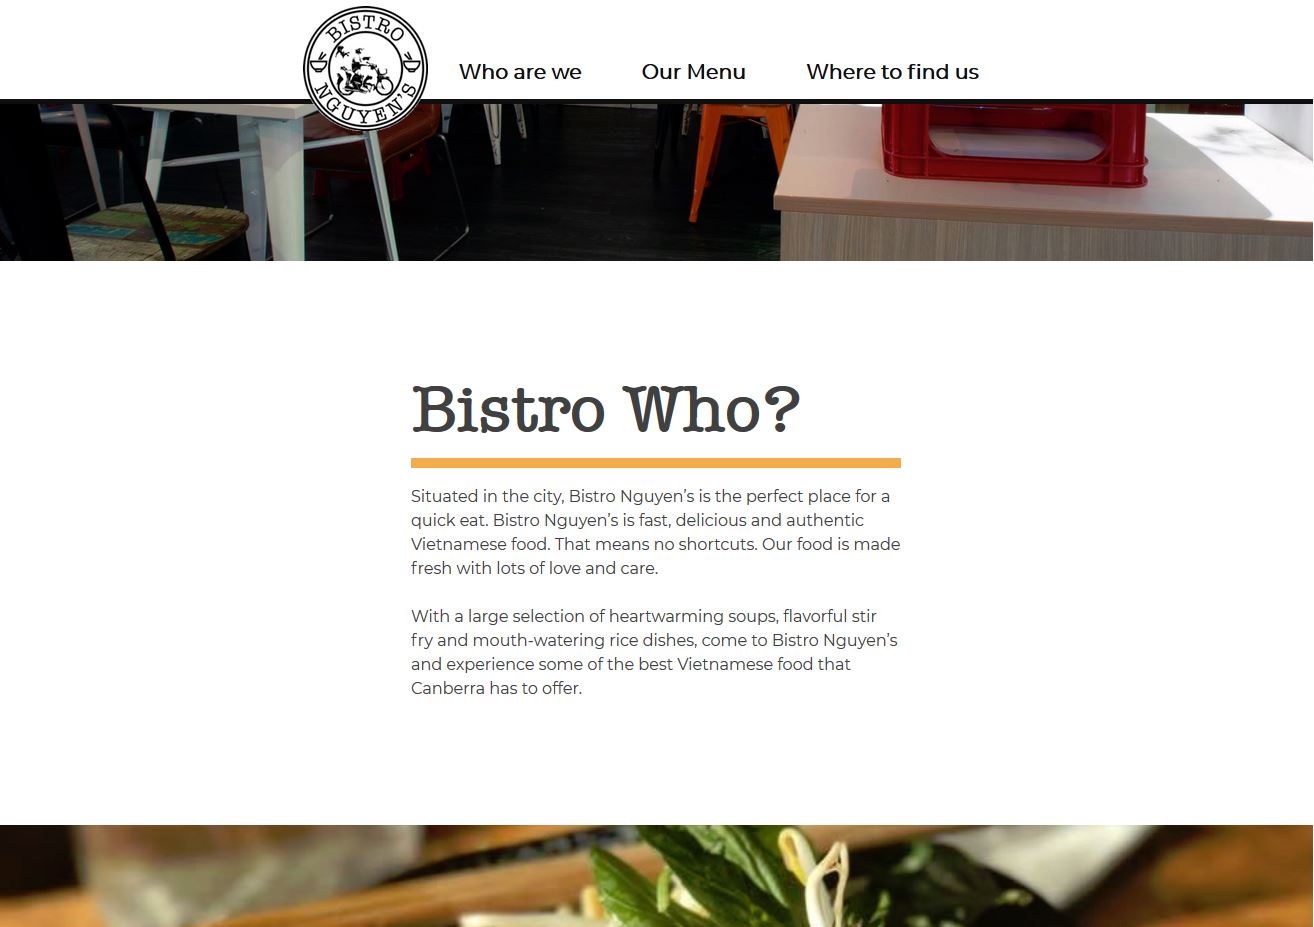 BISTRO
NGUYEN'S
Who are we
Our Menu
Where to find us
Bistro Who?
Situated in the city, Bistro Nguyen’s is the perfect place for a
quick eat. Bistro Nguyen’s is fast, delicious and authentic
Vietnamese food. That means no shortcuts. Our food is made
fresh with lots of love and care.
With a large selection of heartwarming soups, flavorful stir
fry and mouth-watering rice dishes, come to Bistro Nguyen’s
and experience some of the best Vietnamese food that
Canberra has to offer.